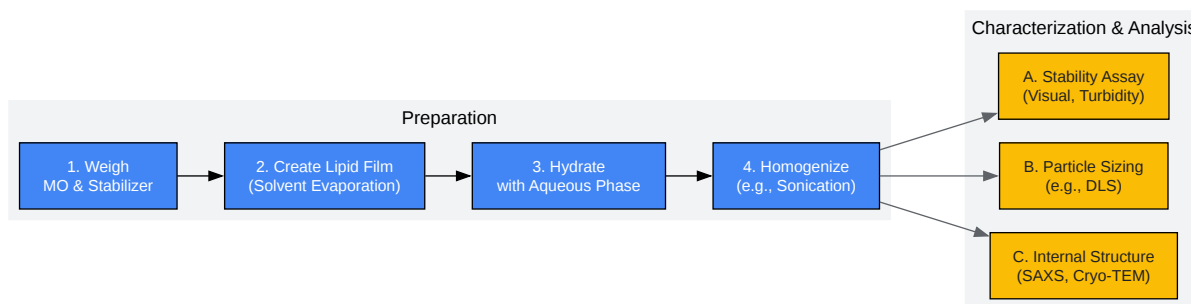 Characterization & Analysis
A. Stability Assay
(Visual, Turbidity)
Preparation
1. Weigh
MO & Stabilizer
2. Create Lipid Film
(Solvent Evaporation)
3. Hydrate
with Aqueous Phase
4. Homogenize
(e.g., Sonication)
B. Particle Sizing
(e.g., DLS)
C. Internal Structure
(SAXS, Cryo-TEM)